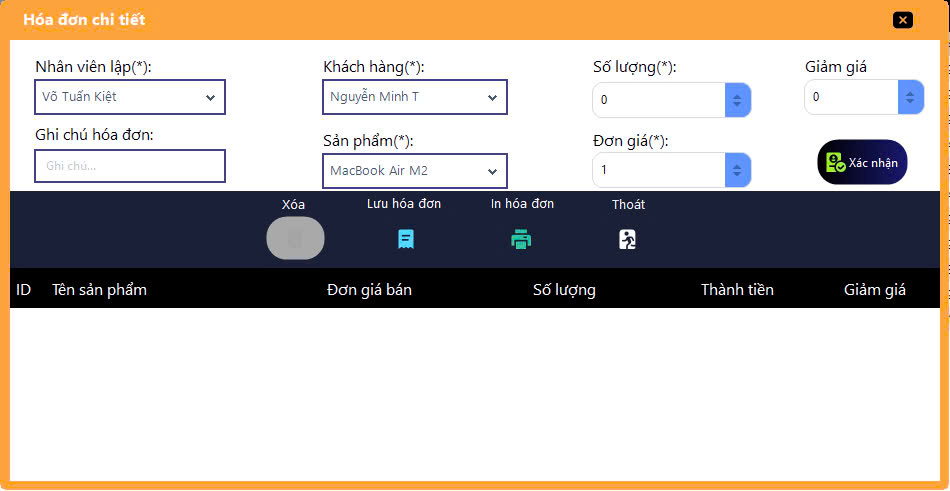 Hóa đơn chi tiết
Nhân viên lập(*): Khách hàng(*): Số lượng(*): Giảm giá
Võ Tuấn Kiệt Nguyễn Minh T 0 0
Ghi chú hóa đơn: Sản phẩm(*): Đơn giá(*):
Ghi chú... MacBook Air M2 1 Xác nhận
Xóa Lưu hóa đơn In hóa đơn Thoát
ID Tên sản phẩm Đơn giá bán Số lượng Thành tiền Giảm giá